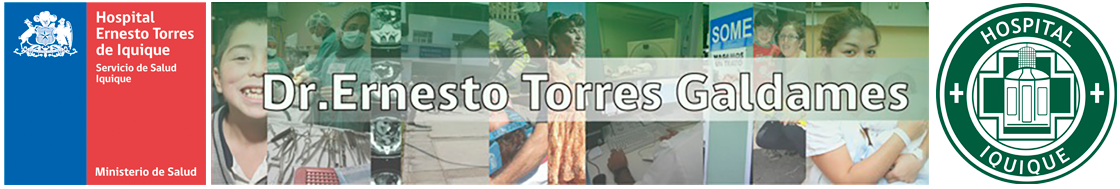 Hospital
Ernesto Torres
de Iquique
Servicio de Salud
Iquique
Ministerio de Salud
SOME
Dr.Ernesto Torres Galdames
HOSPITAL
IQUIQUE